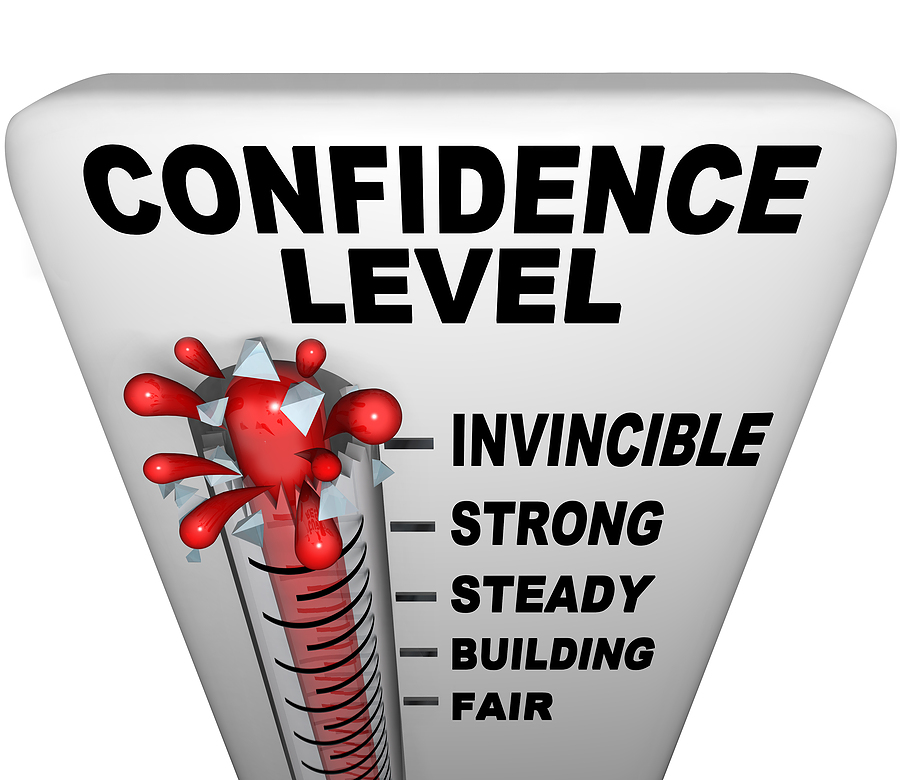 CONFIDENCE
LEVEL
INVINCIBLE
STRONG
STEADY
BUILDING
FAIR